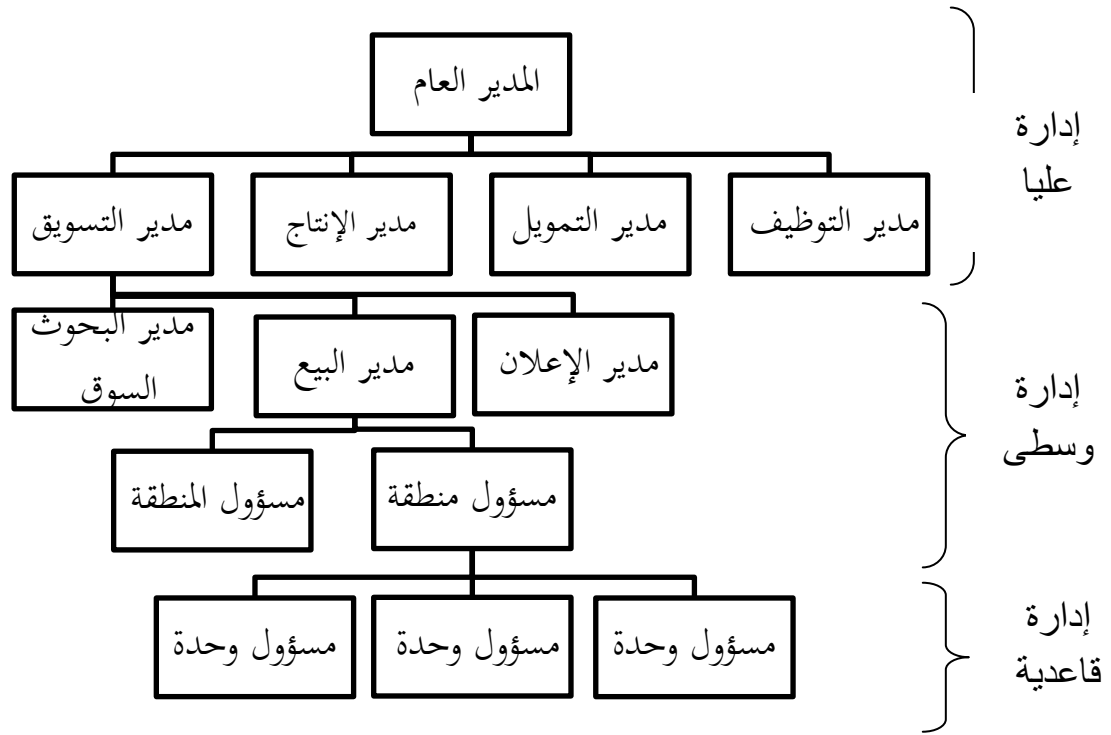 المدير العام
إدارة
عليا
مدير التوظيف
مدير التمويل
مدير الإنتاج
مدير التسويق
مدير الإعلان
مدير البيع
مدير البحوث
السوق
إدارة
وسطى
مسؤول منطقة
مسؤول المنطقة
مسؤول وحدة
مسؤول وحدة
مسؤول وحدة
إدارة
قاعدية